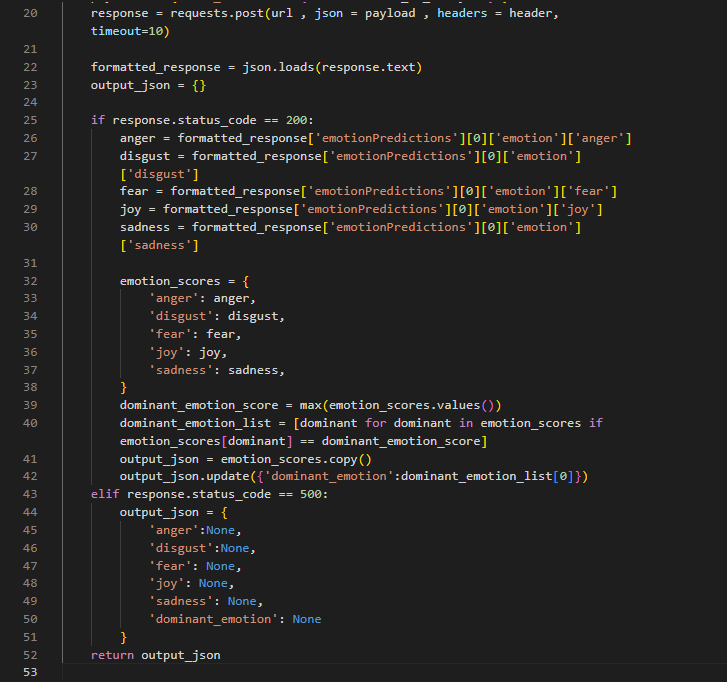 20 response = requests.post(url , json = payload , headers = header,
timeout=10)
21
22 formatted_response = json.loads(response.text)
23 output_json = {}
24
25 if response.status_code == 200:
26 anger = formatted_response['emotionPredictions'][0]['emotion']['anger']
27 disgust = formatted_response['emotionPredictions'][0]['emotion']
['disgust']
28 fear = formatted_response['emotionPredictions'][0]['emotion']['fear']
29 joy = formatted_response['emotionPredictions'][0]['emotion']['joy']
30 sadness = formatted_response['emotionPredictions'][0]['emotion']
['sadness']
31
32 emotion_scores = {
33 'anger': anger,
34 'disgust': disgust,
35 'fear': fear,
36 'joy': joy,
37 'sadness': sadness,
38 }
39 dominant_emotion_score = max(emotion_scores.values())
40 dominant_emotion_list = [dominant for dominant in emotion_scores if
emotion_scores[dominant] == dominant_emotion_score]
41 output_json = emotion_scores.copy()
42 output_json.update({'dominant_emotion':dominant_emotion_list[0]})
43 elif response.status_code == 500:
44 output_json = {
45 'anger':None,
46 'disgust':None,
47 'fear': None,
48 'joy': None,
49 'sadness': None,
50 'dominant_emotion': None
51 }
52 return output_json
53